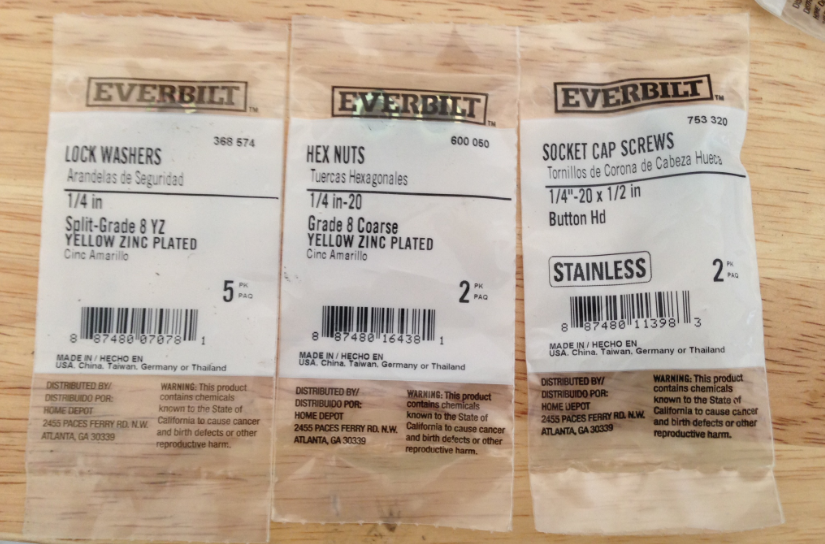 EVERBILT™
368 574
LOCK WASHERS
Arandelas de Seguridad
1/4 in
Split-Grade 8 YZ
YELLOW ZINC PLATED
Cinc Amarillo
5 PK
PAQ
8 87480 07078 1
MADE IN / HECHO EN
USA. China. Taiwan. Germany or Thailand
DISTRIBUTED BY/
DISTRIBUIDO POR:
HOME DEPOT
2455 PACES FERRY RD. N.W.
ATLANTA, GA 30339
WARNING: This product
contains chemicals
known to the State of
California to cause cancer
and birth defects or other
reproductive harm.
EVERBILT™
600 050
HEX NUTS
Tuercas Hexagonales
1/4 in-20
Grade 8 Coarse
YELLOW ZINC PLATED
Cinc Amarillo
2 PK
PAQ
8 87480 16438 1
MADE IN / HECHO EN
USA. China. Taiwan. Germany or Thailand
DISTRIBUTED BY/
DISTRIBUIDO POR:
HOME DEPOT
2455 PACES FERRY RD. N.W.
ATLANTA, GA 30339
WARNING: This product
contains chemicals
known to the State of
California to cause cancer
and birth defects or other
reproductive harm.
EVERBILT™
753 320
SOCKET CAP SCREWS
Tornillos de Corona de Cabeza Hueca
1/4"-20 x 1/2 in
Button Hd
STAINLESS
2 PK
PAQ
8 87480 11398 3
MADE IN / HECHO EN
USA. China. Taiwan. Germany or Thailand
DISTRIBUTED BY/
DISTRIBUIDO POR:
HOME DEPOT
2455 PACES FERRY RD. N.W.
ATLANTA, GA 30339
WARNING: This product
contains chemicals
known to the State of
California to cause cancer
and birth defects or other
reproductive harm.